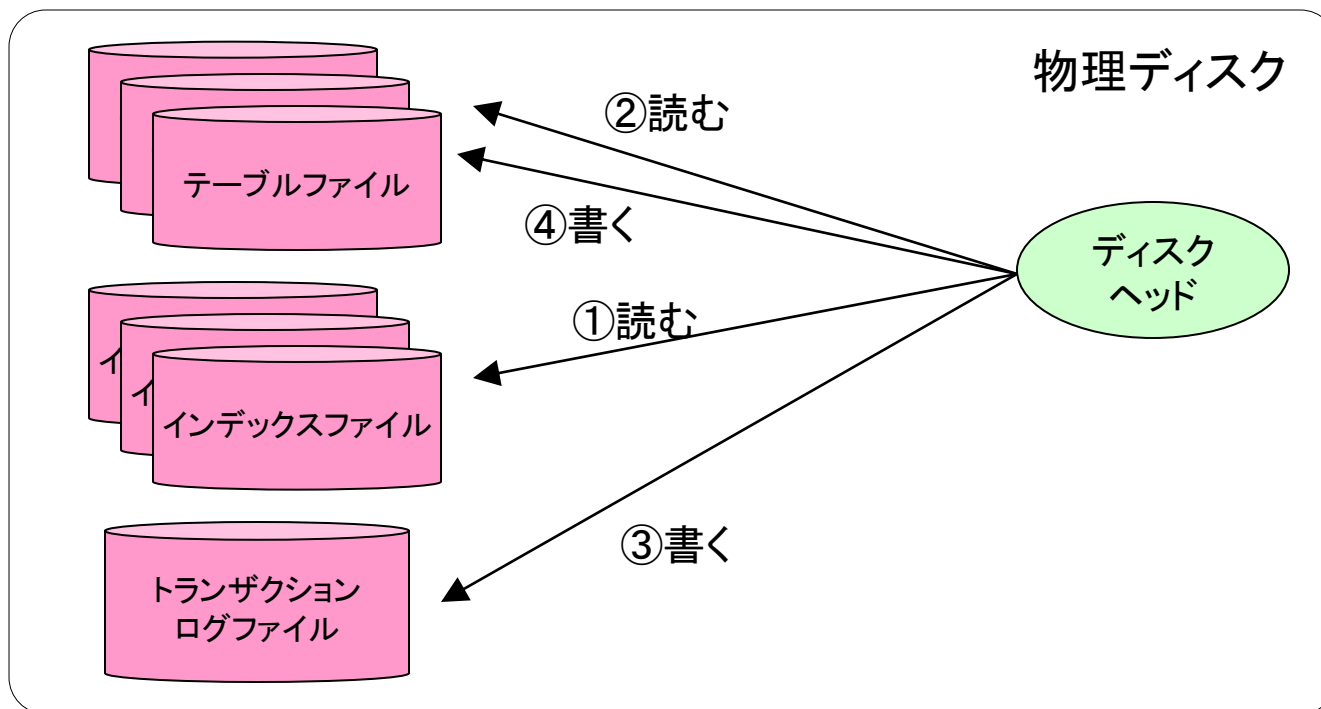 物理ディスク
②読む
テーブルファイル
④書く
ディスク
ヘッド
①読む
イ
イ
インデックスファイル
③書く
トランザクション
ログファイル